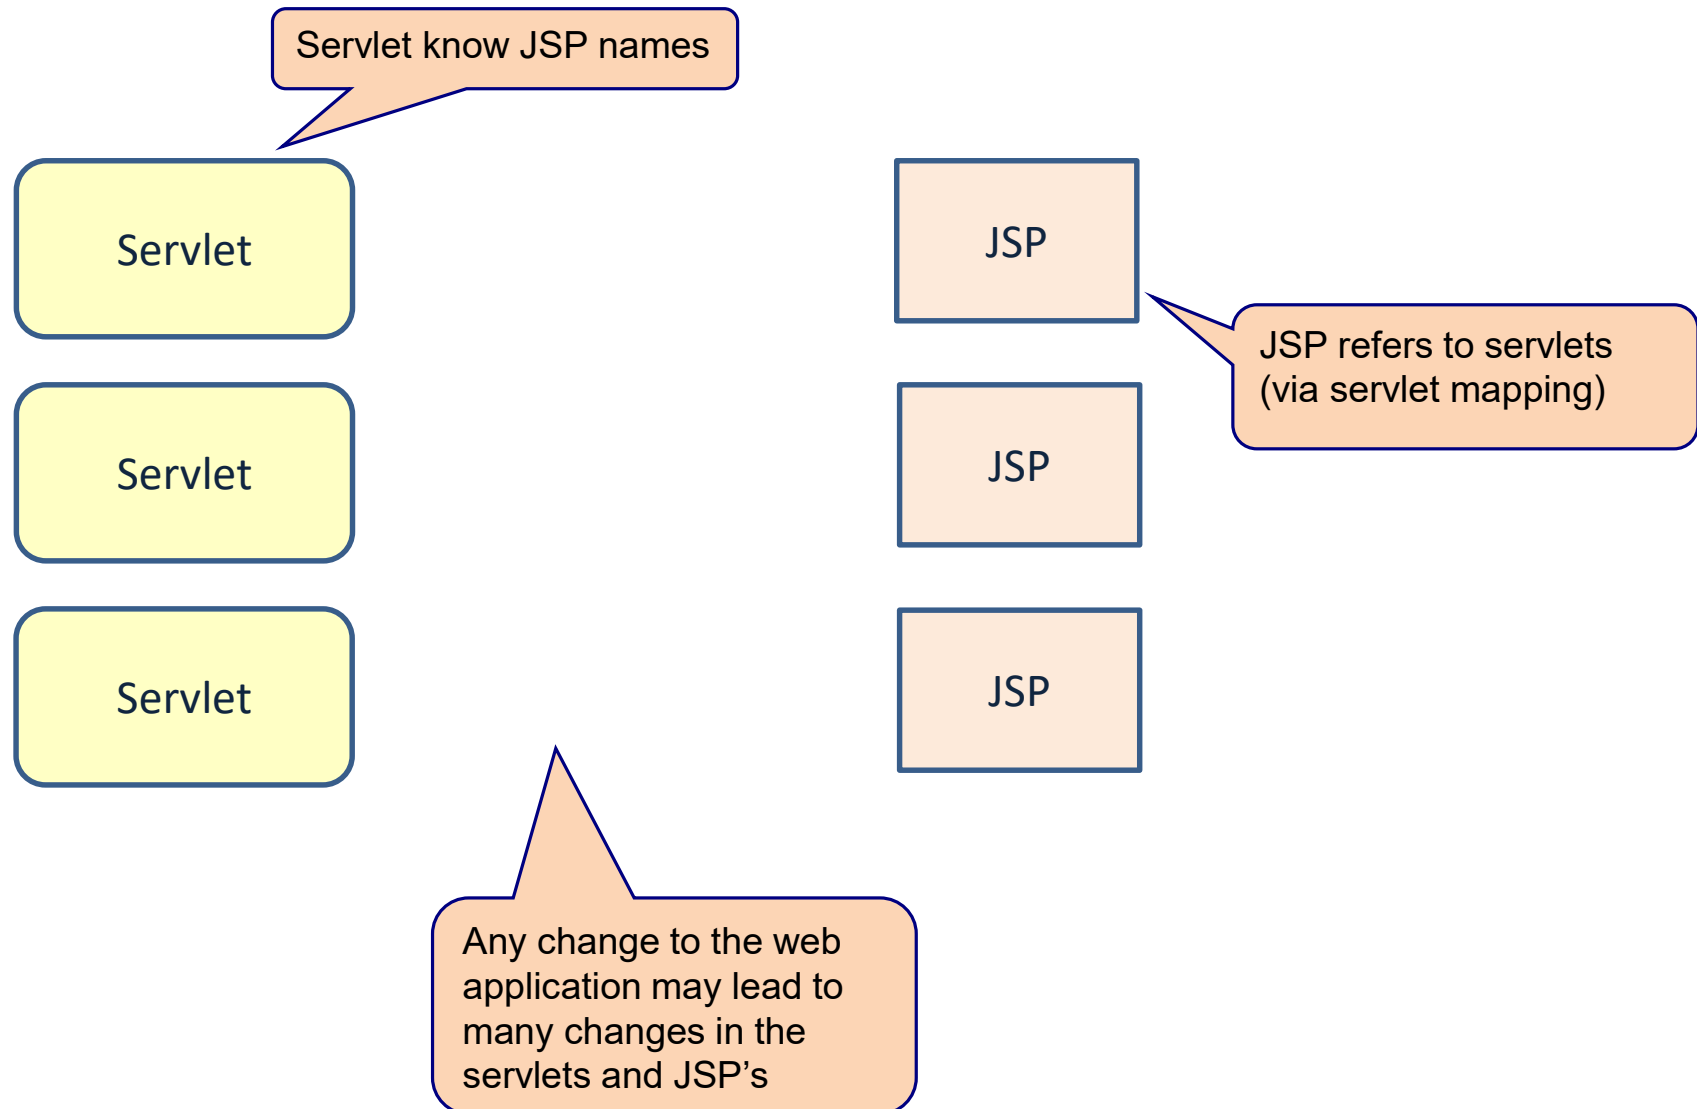 Servlet know JSP names
Servlet
JSP
JSP refers to servlets
(via servlet mapping)
Servlet
JSP
Servlet
JSP
Any change to the web
application may lead to
many changes in the
servlets and JSP’s